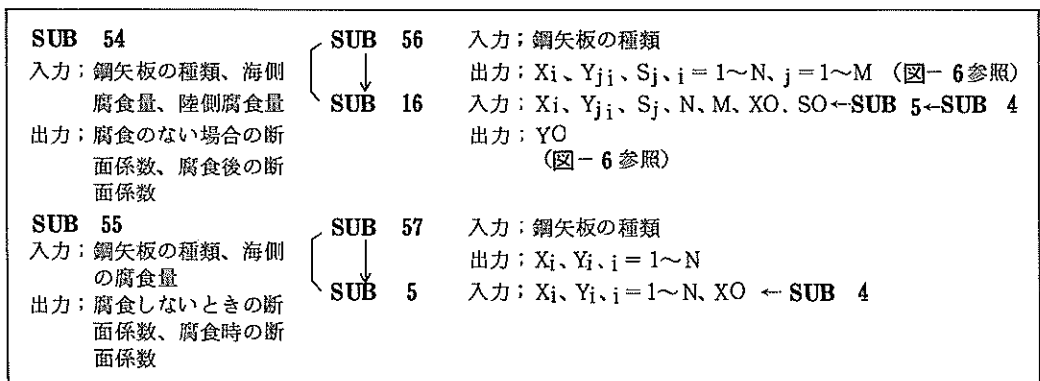 SUB 54
入力；鋼矢板の種類、海側
腐食量、陸側腐食量
出力；腐食のない場合の断
面係数、腐食後の断
面係数
SUB 56 入力；鋼矢板の種類
出力；Xi、Yji、Sj、i = 1～N、j = 1～M （図－6参照）
SUB 16 入力；Xi、Yji、Sj、N、M、XO、SO←SUB 5←SUB 4
出力；YO
（図－6参照）
SUB 55
入力；鋼矢板の種類、海側
の腐食量
出力；腐食しないときの断
面係数、腐食時の断
面係数
SUB 57 入力；鋼矢板の種類
出力；Xi、Yi、i = 1～N
SUB 5 入力；Xi、Yi、i = 1～N、XO ← SUB 4